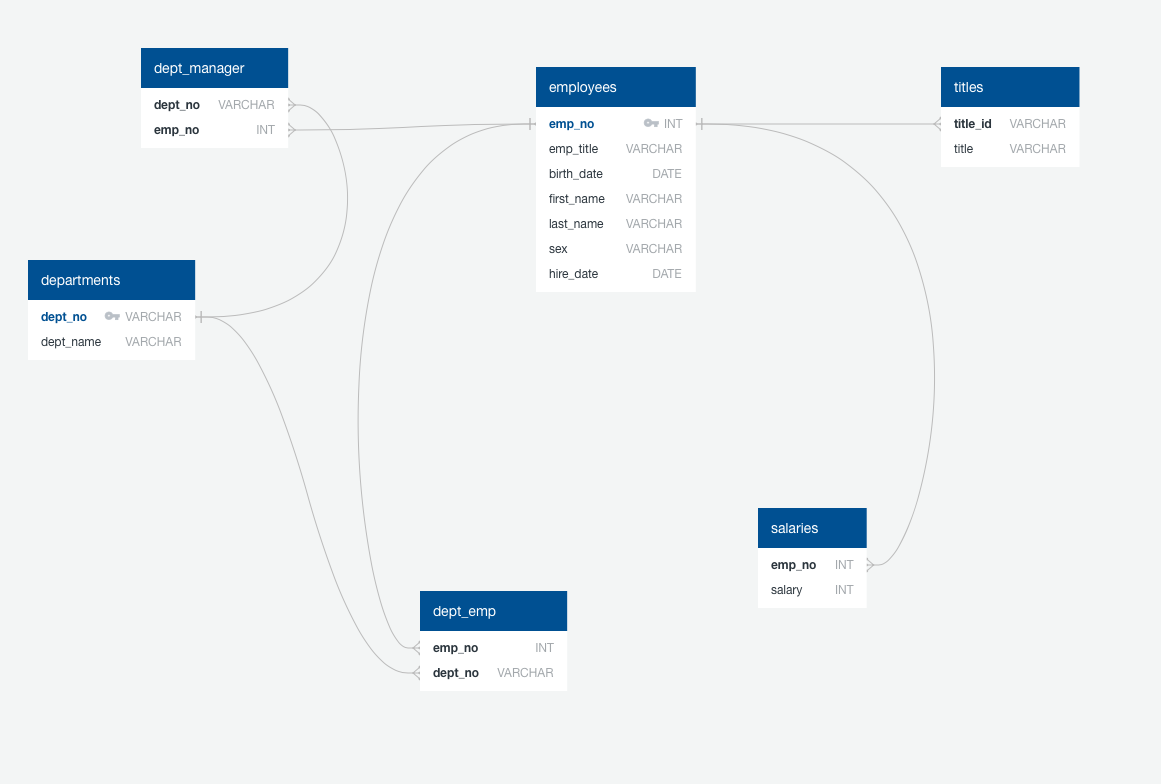 dept_manager
dept_no VARCHAR
emp_no INT
employees
emp_no INT
emp_title VARCHAR
birth_date DATE
first_name VARCHAR
last_name VARCHAR
sex VARCHAR
hire_date DATE
titles
title_id VARCHAR
title VARCHAR
departments
dept_no VARCHAR
dept_name VARCHAR
salaries
emp_no INT
salary INT
dept_emp
emp_no INT
dept_no VARCHAR